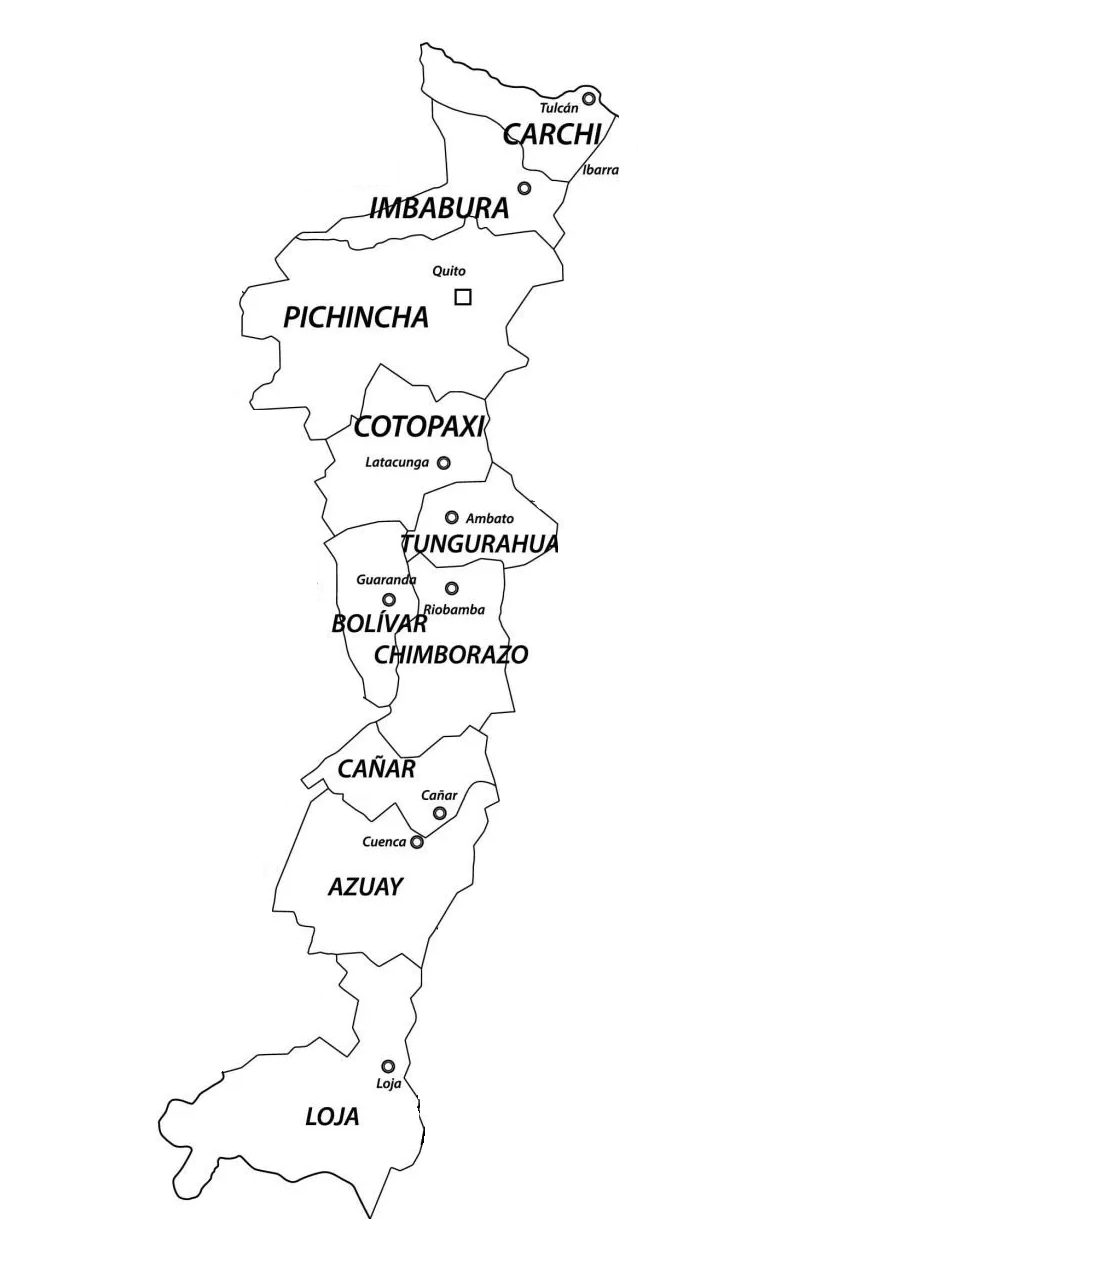 Tulcán
CARCHI
Ibarra
IMBABURA
Quito
PICHINCHA
COTOPAXI
Latacunga
Ambato
TUNGURAHUA
Guaranda
Riobamba
BOLÍVAR
CHIMBORAZO
CAÑAR
Cañar
Cuenca
AZUAY
Loja
LOJA